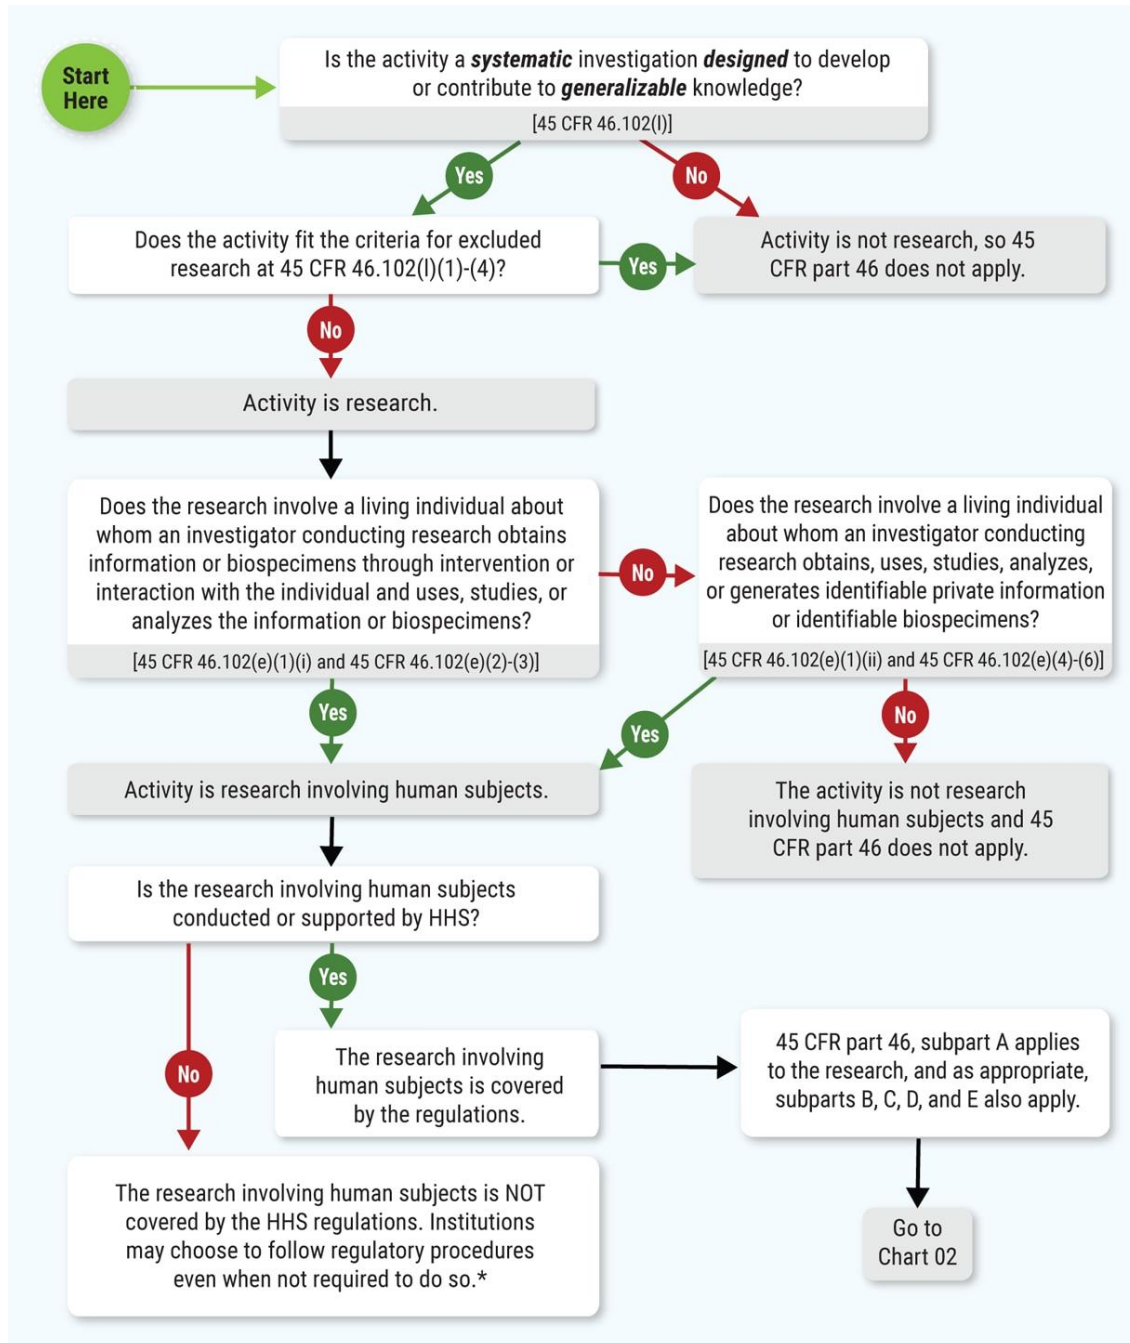 Start
Here
Is the activity a systematic investigation designed to develop
or contribute to generalizable knowledge?
[45 CFR 46.102(l)]
Yes
No
Does the activity fit the criteria for excluded
research at 45 CFR 46.102(l)(1)-(4)?
Yes
Activity is not research, so 45
CFR part 46 does not apply.
No
Activity is research.
Does the research involve a living individual about
whom an investigator conducting research obtains
information or biospecimens through intervention or
interaction with the individual and uses, studies, or
analyzes the information or biospecimens?
[45 CFR 46.102(e)(1)(i) and 45 CFR 46.102(e)(2)-(3)]
No
Does the research involve a living individual
about whom an investigator conducting
research obtains, uses, studies, analyzes,
or generates identifiable private information
or identifiable biospecimens?
[45 CFR 46.102(e)(1)(ii) and 45 CFR 46.102(e)(4)-(6)]
Yes
Yes
No
Activity is research involving human subjects.
The activity is not research
involving human subjects and 45
CFR part 46 does not apply.
Is the research involving human subjects
conducted or supported by HHS?
Yes
No
The research involving
human subjects is covered
by the regulations.
45 CFR part 46, subpart A applies
to the research, and as appropriate,
subparts B, C, D, and E also apply.
The research involving human subjects is NOT
covered by the HHS regulations. Institutions
may choose to follow regulatory procedures
even when not required to do so.*
Go to
Chart 02